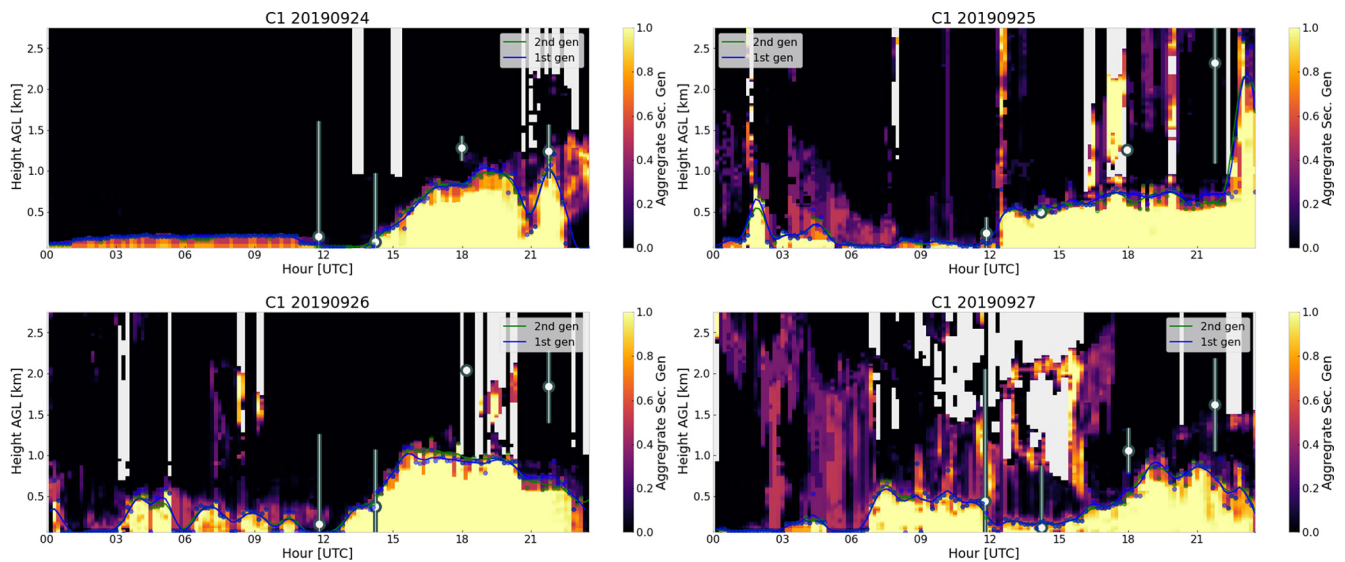 C1 20190924
2.5
2.0
1.5
1.0
0.5
Height AGL [km]
2nd gen
1st gen
00 03 06 09 12 15 18 21
Hour [UTC]
1.0
0.8
0.6
0.4
0.2
0.0
Aggregrate Sec. Gen
C1 20190925
2.5
2.0
1.5
1.0
0.5
Height AGL [km]
2nd gen
1st gen
00 03 06 09 12 15 18 21
Hour [UTC]
1.0
0.8
0.6
0.4
0.2
0.0
Aggregrate Sec. Gen
C1 20190926
2.5
2.0
1.5
1.0
0.5
Height AGL [km]
2nd gen
1st gen
00 03 06 09 12 15 18 21
Hour [UTC]
1.0
0.8
0.6
0.4
0.2
0.0
Aggregrate Sec. Gen
C1 20190927
2.5
2.0
1.5
1.0
0.5
Height AGL [km]
2nd gen
1st gen
00 03 06 09 12 15 18 21
Hour [UTC]
1.0
0.8
0.6
0.4
0.2
0.0
Aggregrate Sec. Gen